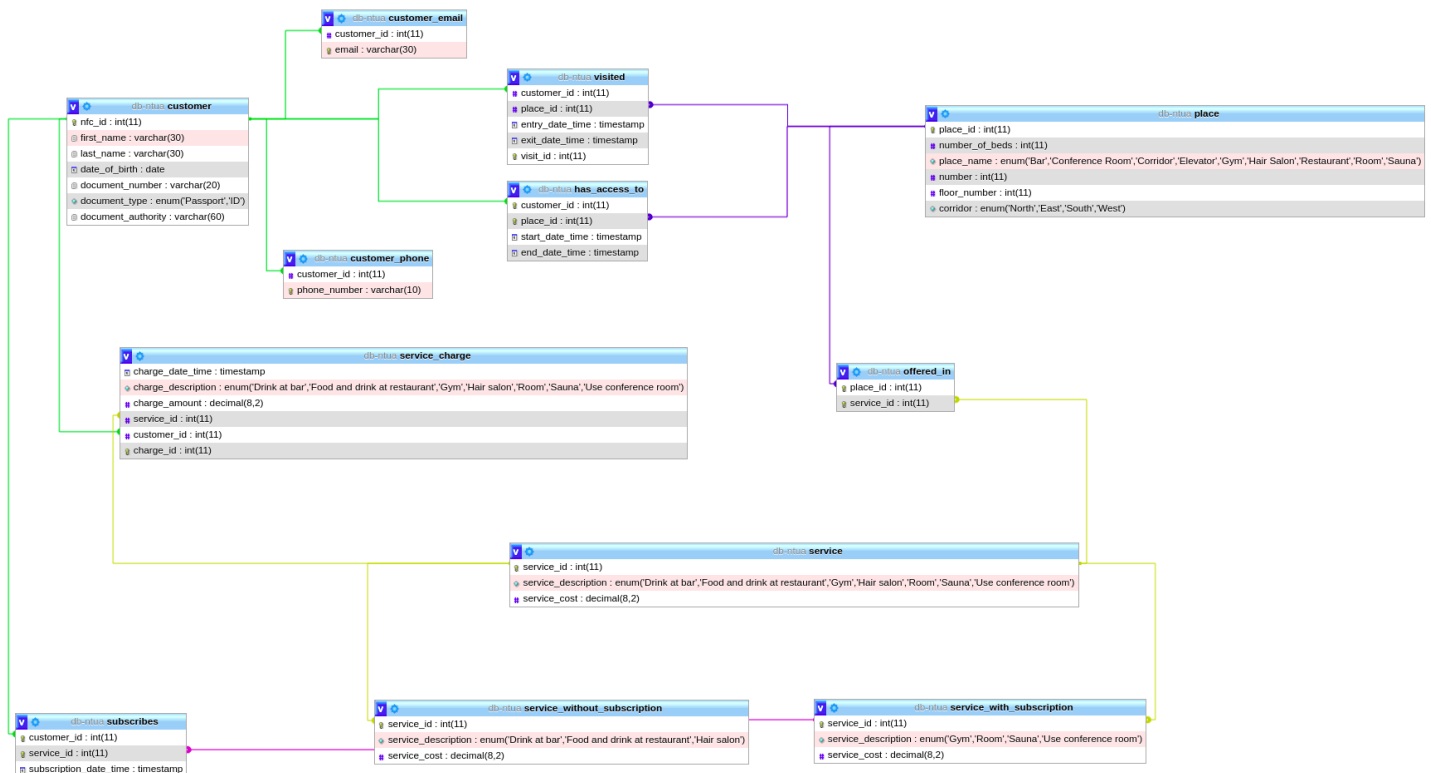 db-ntua customer_email
customer_id : int(11)
email : varchar(30)
db-ntua visited
customer_id : int(11)
place_id : int(11)
entry_date_time : timestamp
exit_date_time : timestamp
visit_id : int(11)
db-ntua customer
nfc_id : int(11)
first_name : varchar(30)
last_name : varchar(30)
date_of_birth : date
document_number : varchar(20)
document_type : enum('Passport','ID')
document_authority : varchar(60)
db-ntua place
place_id : int(11)
number_of_beds : int(11)
place_name : enum('Bar','Conference Room','Corridor','Elevator','Gym','Hair Salon','Restaurant','Room','Sauna')
number : int(11)
floor_number : int(11)
corridor : enum('North','East','South','West')
db-ntua has_access_to
customer_id : int(11)
place_id : int(11)
start_date_time : timestamp
end_date_time : timestamp
db-ntua customer_phone
customer_id : int(11)
phone_number : varchar(10)
db-ntua service_charge
charge_date_time : timestamp
charge_description : enum('Drink at bar','Food and drink at restaurant','Gym','Hair salon','Room','Sauna','Use conference room')
charge_amount : decimal(8,2)
service_id : int(11)
customer_id : int(11)
charge_id : int(11)
db-ntua offered_in
place_id : int(11)
service_id : int(11)
db-ntua service
service_id : int(11)
service_description : enum('Drink at bar','Food and drink at restaurant','Gym','Hair salon','Room','Sauna','Use conference room')
service_cost : decimal(8,2)
db-ntua subscribes
customer_id : int(11)
service_id : int(11)
subscription_date_time : timestamp
db-ntua service_without_subscription
service_id : int(11)
service_description : enum('Drink at bar','Food and drink at restaurant','Hair salon')
service_cost : decimal(8,2)
db-ntua service_with_subscription
service_id : int(11)
service_description : enum('Gym','Room','Sauna','Use conference room')
service_cost : decimal(8,2)